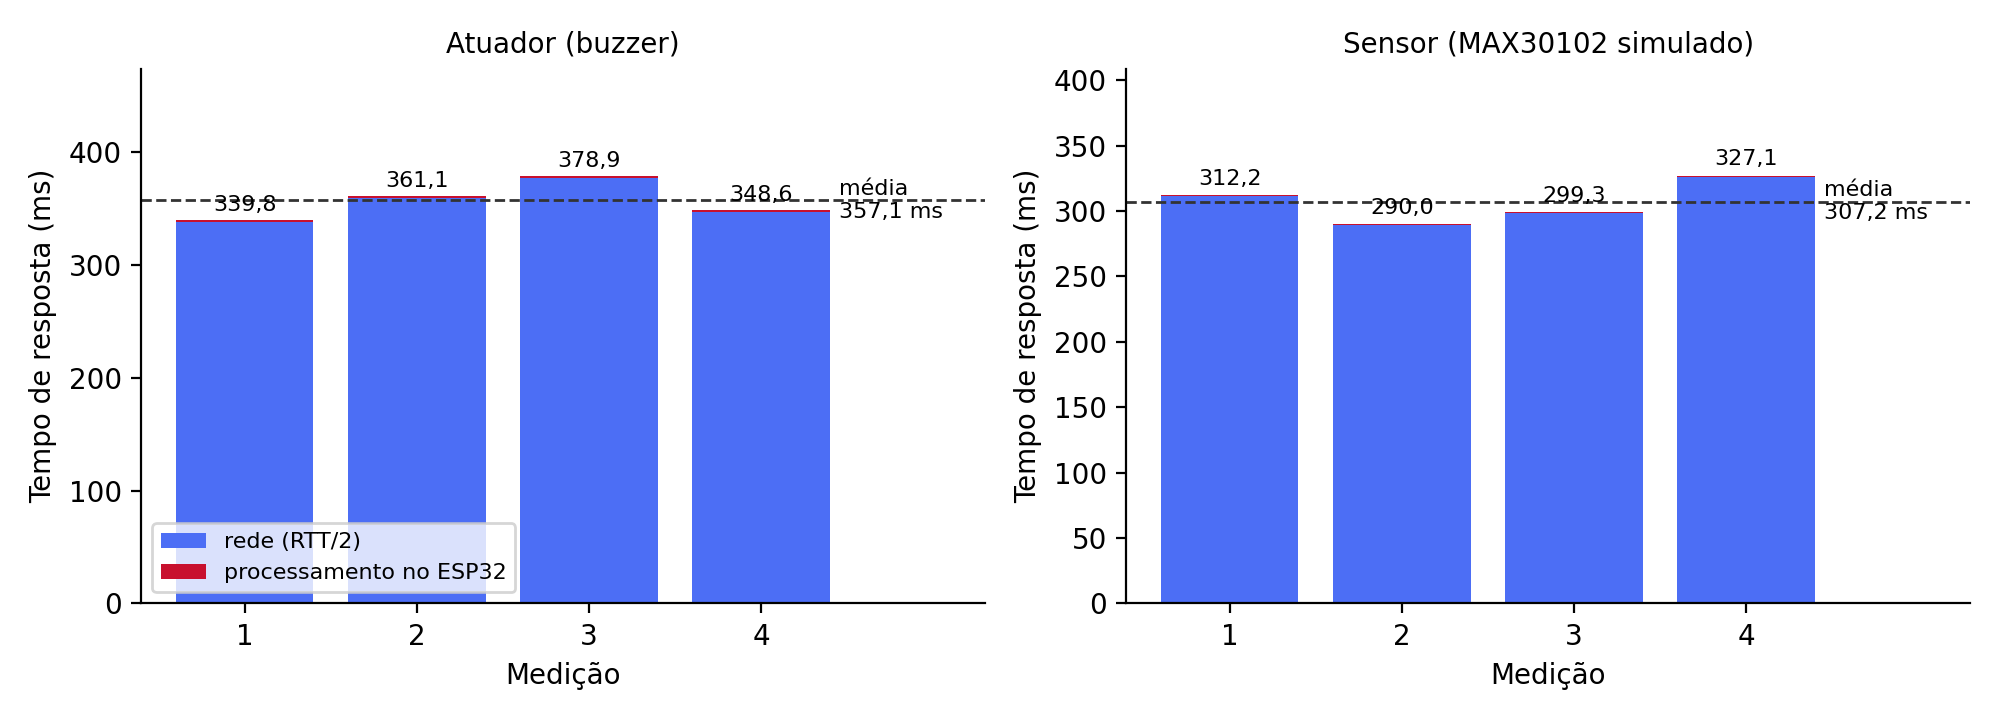 Atuador (buzzer)
Tempo de resposta (ms)
400
300
200
100
0
339,8
361,1
378,9
348,6
média
357,1 ms
rede (RTT/2)
processamento no ESP32
1
2
3
4
Medição
Sensor (MAX30102 simulado)
Tempo de resposta (ms)
400
350
300
250
200
150
100
50
0
312,2
290,0
299,3
327,1
média
307,2 ms
1
2
3
4
Medição